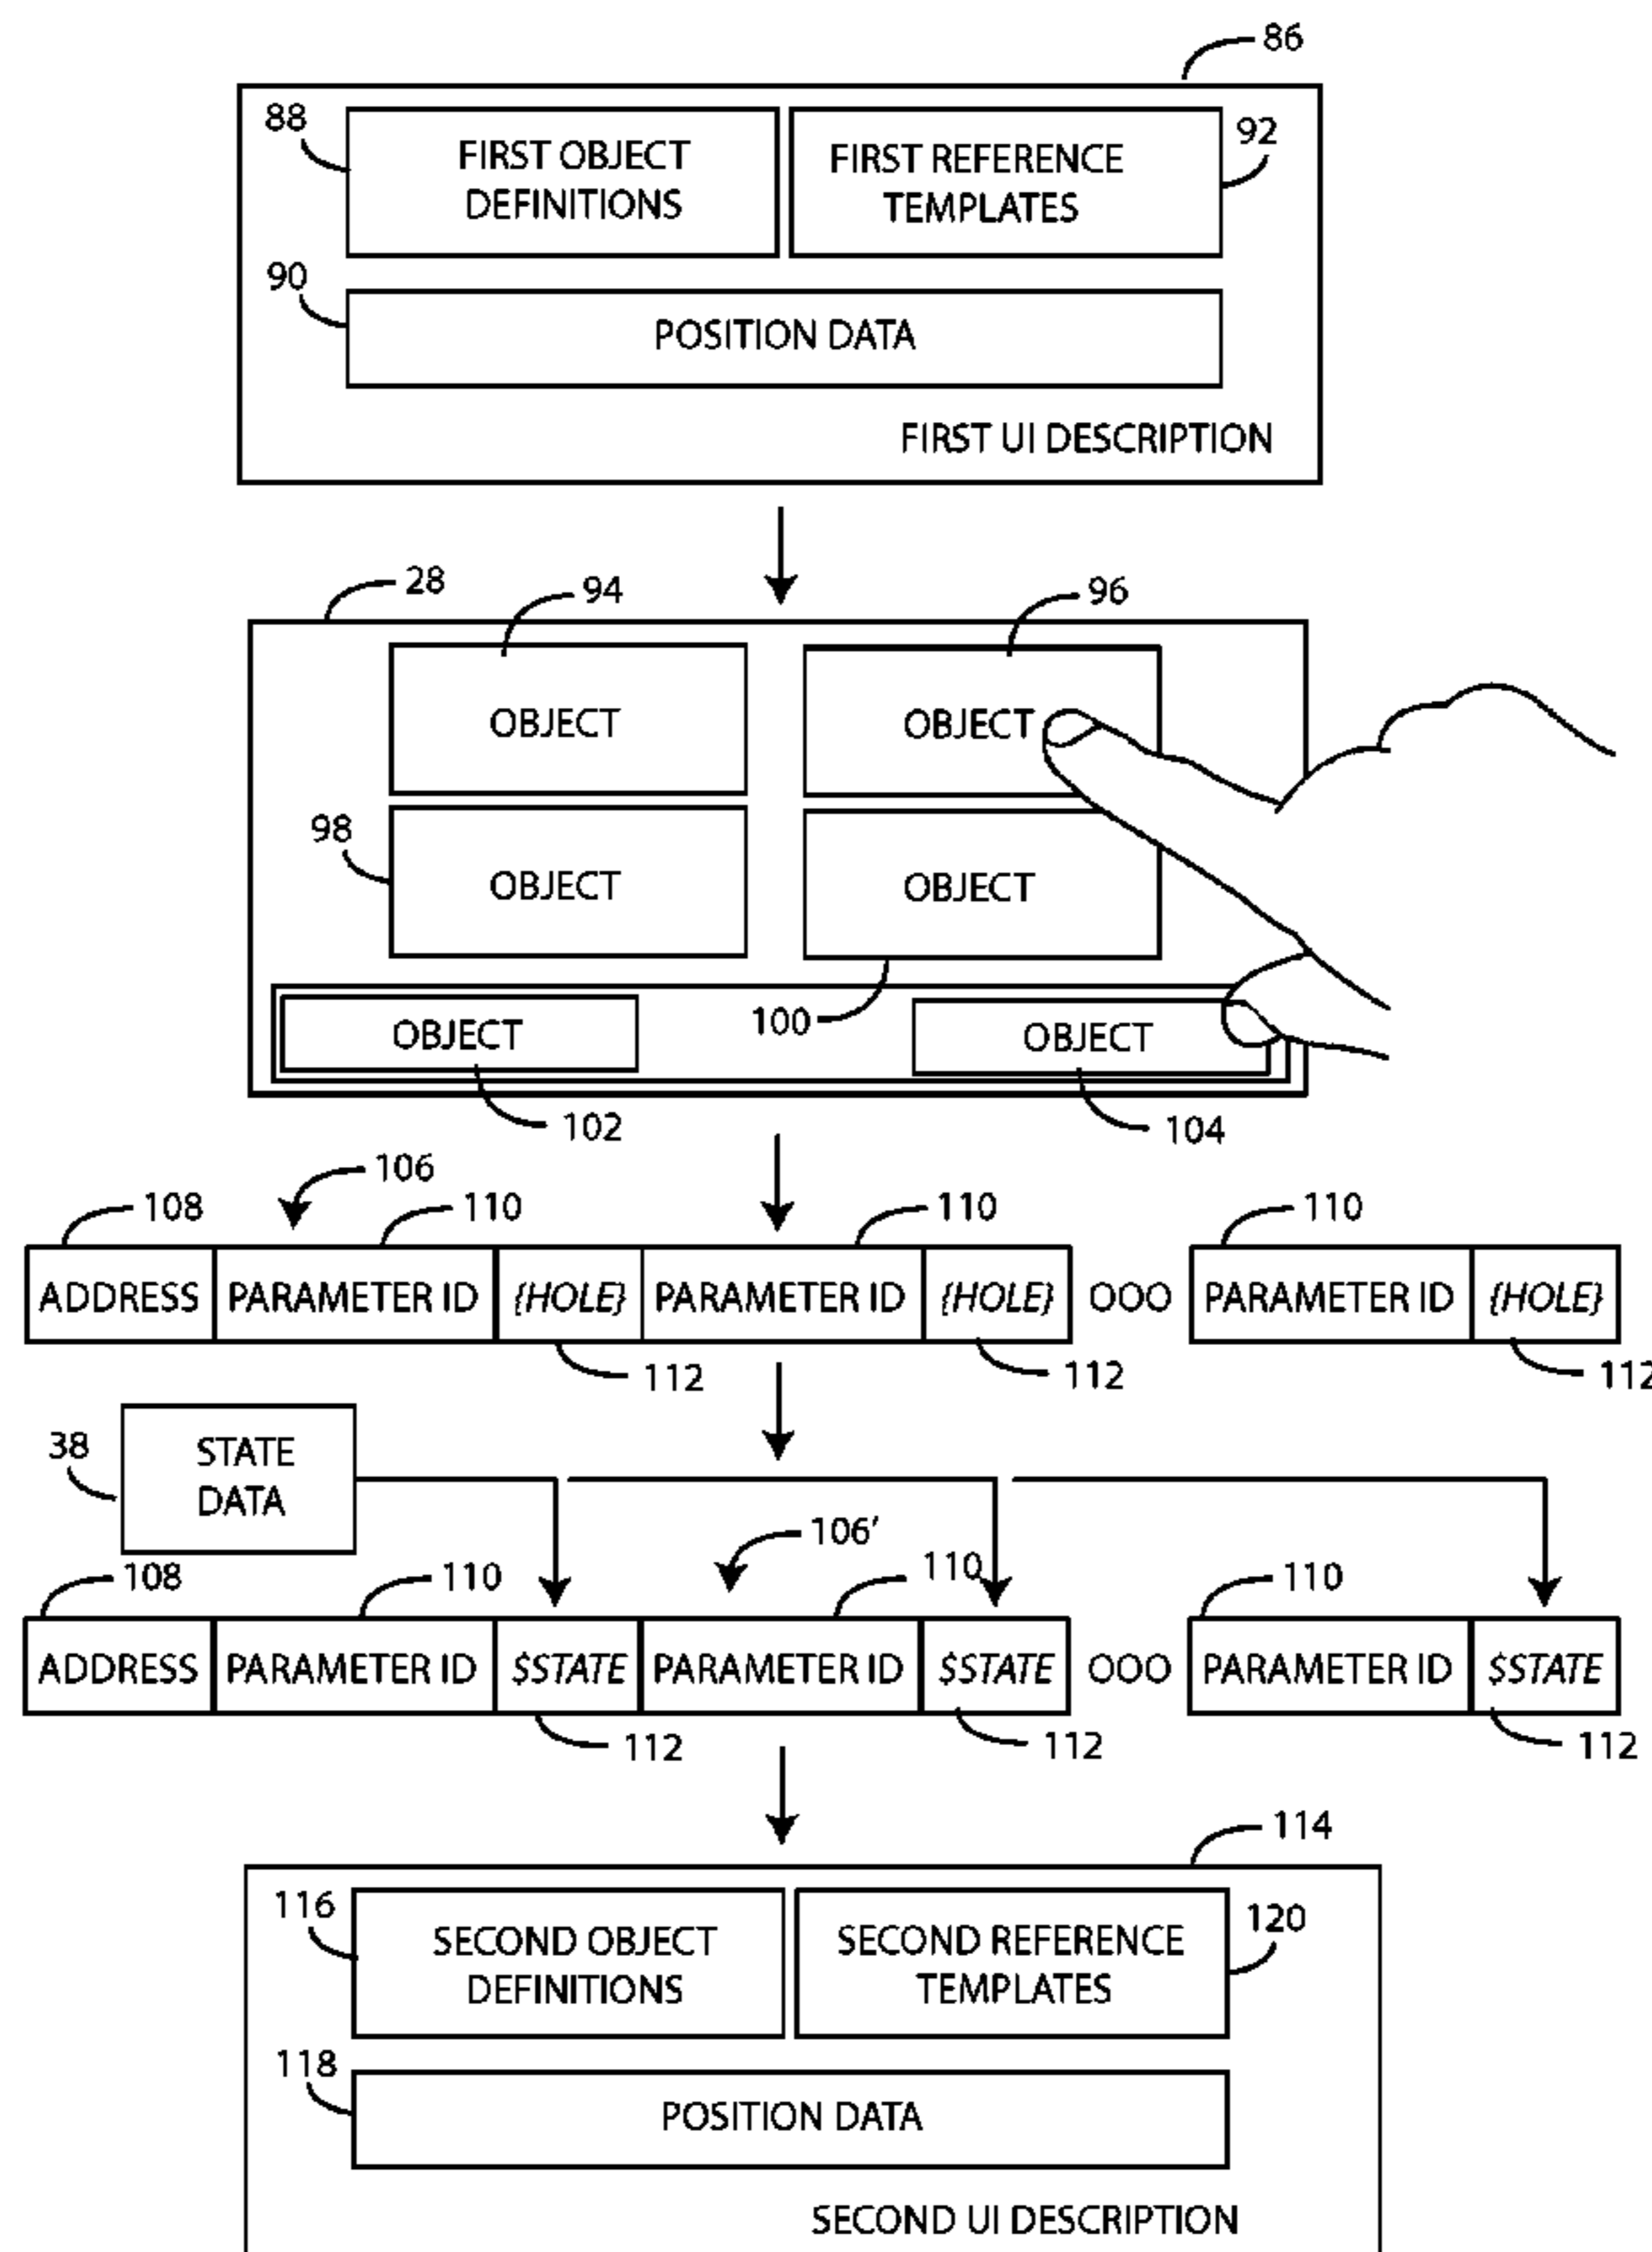 86
88
FIRST OBJECT
DEFINITIONS
FIRST REFERENCE
TEMPLATES
92
90
POSITION DATA
FIRST UI DESCRIPTION
28
94
96
OBJECT
OBJECT
98
OBJECT
OBJECT
100
OBJECT
OBJECT
102
104
106
108
110
110
110
ADDRESS PARAMETER ID {HOLE} PARAMETER ID {HOLE} OOO PARAMETER ID {HOLE}
112
112
112
38
STATE
DATA
106'
108
110
110
110
ADDRESS PARAMETER ID $STATE PARAMETER ID $STATE OOO PARAMETER ID $STATE
112
112
112
114
116
SECOND OBJECT
DEFINITIONS
SECOND REFERENCE
TEMPLATES
120
118
POSITION DATA
SECOND UI DESCRIPTION